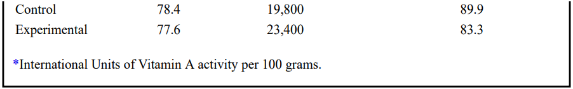 Control 78.4 19,800 89.9
Experimental 77.6 23,400 83.3
*International Units of Vitamin A activity per 100 grams.